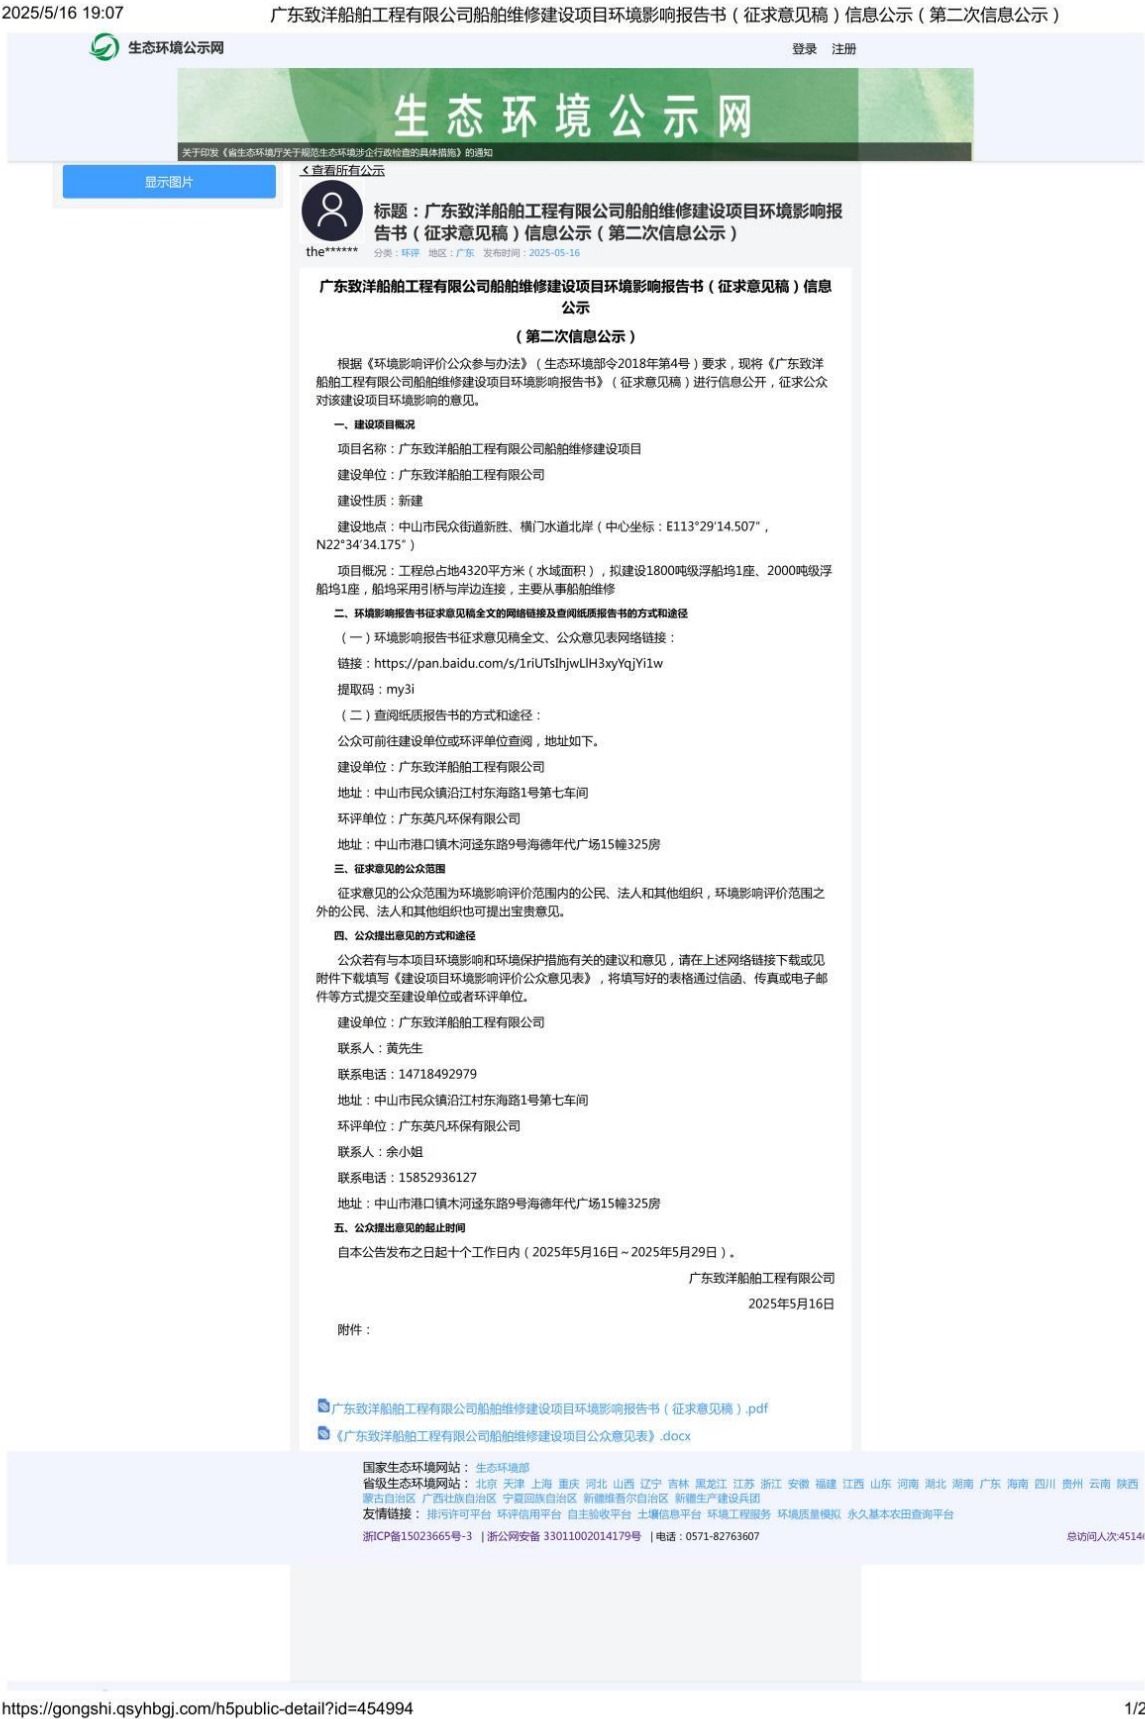 2025/5/16 19:07
广东致洋船舶工程有限公司船舶维修建设项目环境影响报告书（征求意见稿）信息公示（第二次信息公示）
生态环境公示网
登录 注册
生态环境公示网
关于印发《省生态环境厅关于规范生态环境涉企行政检查的具体措施》的通知
显示图片
查看所有公示
标题：广东致洋船舶工程有限公司船舶维修建设项目环境影响报
告书（征求意见稿）信息公示（第二次信息公示）
the******
分类：环评 地区：广东 发布时间：2025-05-16
广东致洋船舶工程有限公司船舶维修建设项目环境影响报告书（征求意见稿）信息
公示
（第二次信息公示）
根据《环境影响评价公众参与办法》（生态环境部令2018年第4号）要求，现将《广东致洋
船舶工程有限公司船舶维修建设项目环境影响报告书》（征求意见稿）进行信息公开，征求公众
对该建设项目环境影响的意见。
一、建设项目概况
项目名称：广东致洋船舶工程有限公司船舶维修建设项目
建设单位：广东致洋船舶工程有限公司
建设性质：新建
建设地点：中山市民众街道新胜、横门水道北岸（中心坐标：E113°29′14.507″，
N22°34′34.175″）
项目概况：工程总占地4320平方米（水域面积），拟建设1800吨级浮船坞1座、2000吨级浮
船坞1座，船坞采用引桥与岸边连接，主要从事船舶维修
二、环境影响报告书征求意见稿全文的网络链接及查阅纸质报告书的方式和途径
（一）环境影响报告书征求意见稿全文、公众意见表网络链接：
链接：https://pan.baidu.com/s/1riUTsIhjwLlH3xyYqjYi1w
提取码：my3i
（二）查阅纸质报告书的方式和途径：
公众可前往建设单位或环评单位查阅，地址如下。
建设单位：广东致洋船舶工程有限公司
地址：中山市民众镇沿江村东海路1号第七车间
环评单位：广东英凡环保有限公司
地址：中山市港口镇木河迳东路9号海德年代广场15幢325房
三、征求意见的公众范围
征求意见的公众范围为环境影响评价范围内的公民、法人和其他组织，环境影响评价范围之
外的公民、法人和其他组织也可提出宝贵意见。
四、公众提出意见的方式和途径
公众若有与本项目环境影响和环境保护措施有关的建议和意见，请在上述网络链接下载或见
附件下载填写《建设项目环境影响评价公众意见表》，将填写好的表格通过信函、传真或电子邮
件等方式提交至建设单位或者环评单位。
建设单位：广东致洋船舶工程有限公司
联系人：黄先生
联系电话：14718492979
地址：中山市民众镇沿江村东海路1号第七车间
环评单位：广东英凡环保有限公司
联系人：余小姐
联系电话：15852936127
地址：中山市港口镇木河迳东路9号海德年代广场15幢325房
五、公众提出意见的起止时间
自本公告发布之日起十个工作日内（2025年5月16日～2025年5月29日）。
广东致洋船舶工程有限公司
2025年5月16日
附件：
广东致洋船舶工程有限公司船舶维修建设项目环境影响报告书（征求意见稿）.pdf
《广东致洋船舶工程有限公司船舶维修建设项目公众意见表》.docx
国家生态环境网站： 生态环境部
省级生态环境网站： 北京 天津 上海 重庆 河北 山西 辽宁 吉林 黑龙江 江苏 浙江 安徽 福建 江西 山东 河南 湖北 湖南 广东 海南 四川 贵州 云南 陕西
蒙古自治区 广西壮族自治区 宁夏回族自治区 新疆维吾尔自治区 新疆生产建设兵团
友情链接： 排污许可平台 环评信用平台 自主验收平台 土壤信息平台 环境工程服务 环境质量模拟 永久基本农田查询平台
浙ICP备15023665号-3 | 浙公网安备 33011002014179号 | 电话：0571-82763607
总访问人次:4514
https://gongshi.qsyhbgj.com/h5public-detail?id=454994
1/2